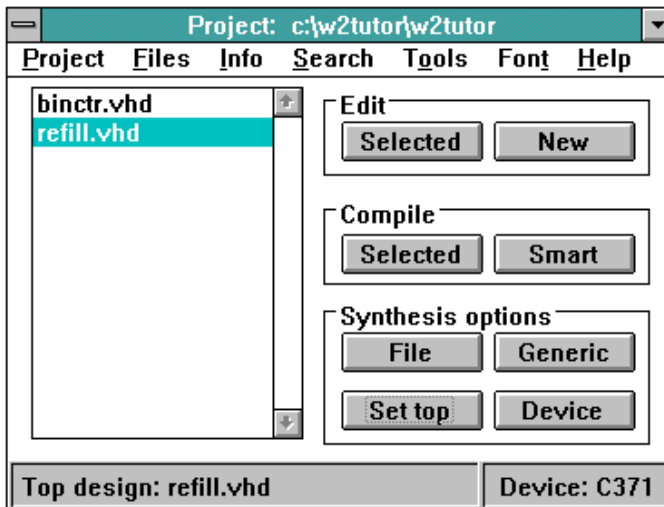 Project: c:\w2tutor\w2tutor
Project Files Info Search Tools Font Help
binctr.vhd
refill.vhd
Edit
Selected New
Compile
Selected Smart
Synthesis options
File Generic
Set top Device
Top design: refill.vhd Device: C371